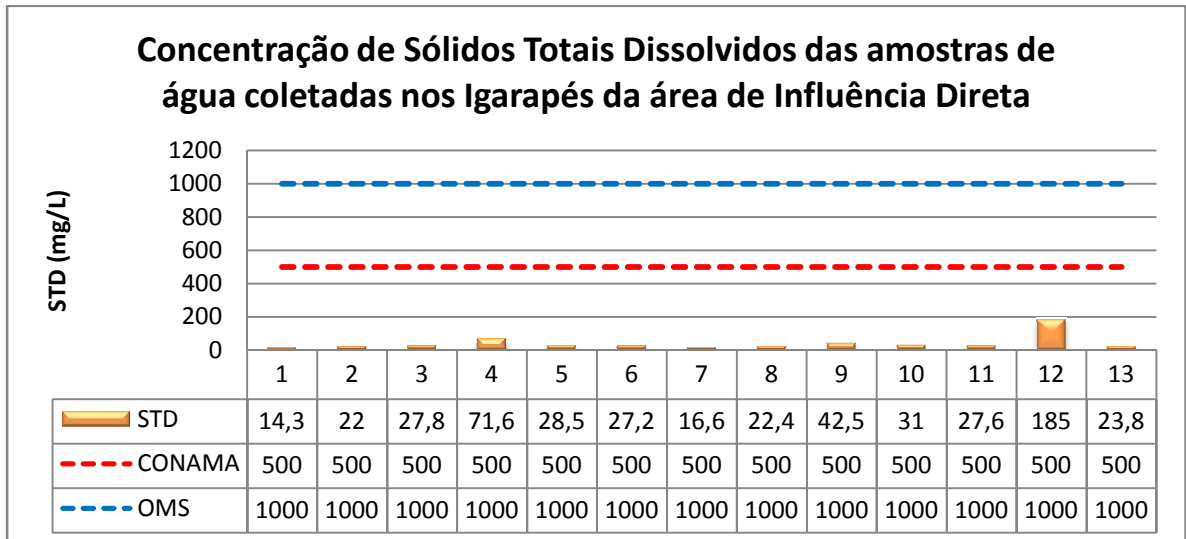 Concentração de Sólidos Totais Dissolvidos das amostras de
água coletadas nos Igarapés da área de Influência Direta
STD (mg/L)
1200
1000
800
600
400
200
0
1 2 3 4 5 6 7 8 9 10 11 12 13
STD 14,3 22 27,8 71,6 28,5 27,2 16,6 22,4 42,5 31 27,6 185 23,8
CONAMA 500 500 500 500 500 500 500 500 500 500 500 500 500
OMS 1000 1000 1000 1000 1000 1000 1000 1000 1000 1000 1000 1000 1000